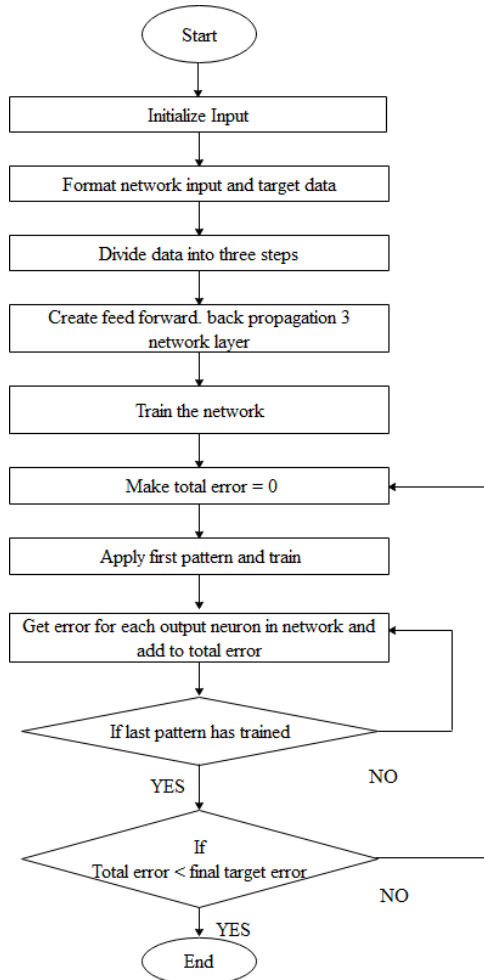 Start
Initialize Input
Format network input and target data
Divide data into three steps
Create feed forward. back propagation 3
network layer
Train the network
Make total error = 0
Apply first pattern and train
Get error for each output neuron in network and
add to total error
If last pattern has trained
YES
NO
If
Total error < final target error
NO
YES
End